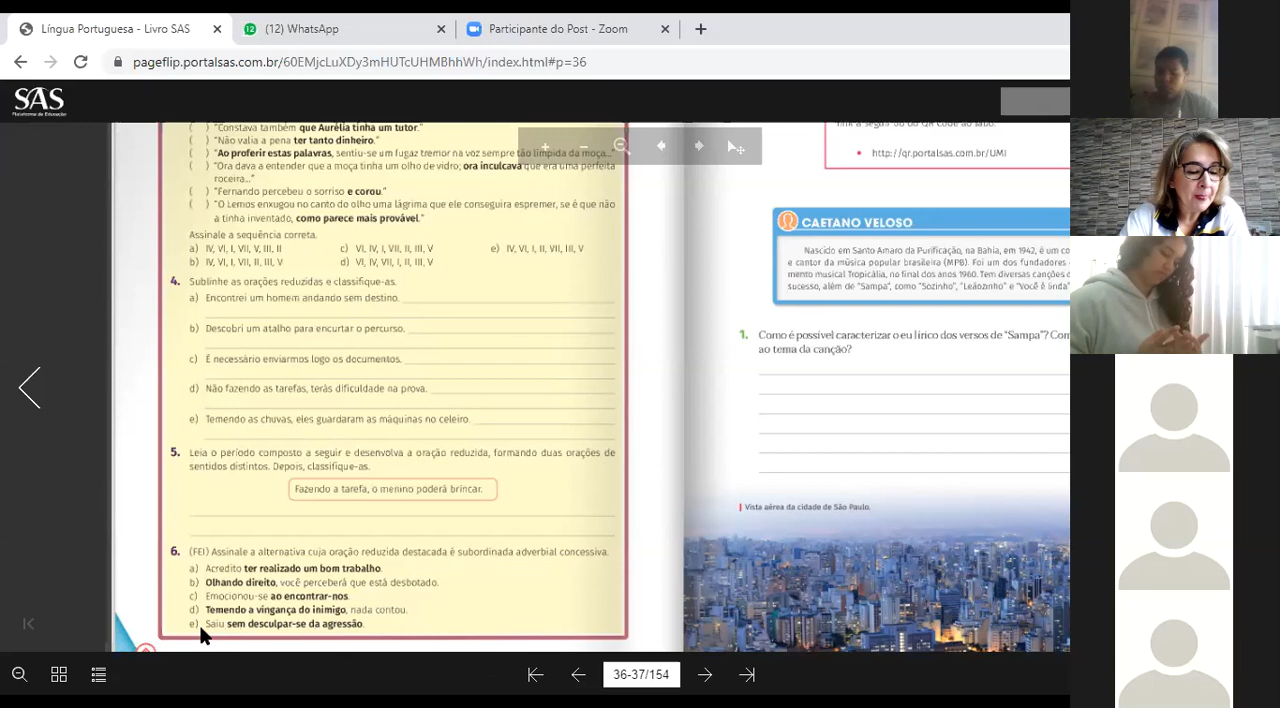 Língua Portuguesa - Livro SAS
(12) WhatsApp
Participante do Post - Zoom
pageflip.portalsas.com.br/60EMjcLuXDy3mHUTcUHMBhhWh/index.html#p=36
SAS
Plataforma de Educação
( ) "Constava também que Aurélia tinha um tutor."
( ) "Não valia a pena ter tanto dinheiro."
( ) "Ao proferir estas palavras, sentiu-se um fugaz tremor na voz sempre tão límpida da moça..."
( ) "Ora dava a entender que a moça tinha um olho de vidro; ora inculcava que era uma perfeita
roceira..."
( ) "Fernando percebeu o sorriso e corou."
( ) "O Lemos enxugou no canto do olho uma lágrima que ele conseguira espremer, se é que não
a tinha inventado, como parece mais provável."
Assinale a sequência correta.
a) IV, VI, I, VII, V, III, II
c) VI, IV, I, VII, II, III, V
e) IV, VI, I, II, VII, III, V
b) IV, VI, I, VII, II, III, V
d) VI, IV, VII, I, II, III, V
4. Sublinhe as orações reduzidas e classifique-as.
a) Encontrei um homem andando sem destino.
b) Descobri um atalho para encurtar o percurso.
c) É necessário enviarmos logo os documentos.
d) Não fazendo as tarefas, terás dificuldade na prova.
e) Temendo as chuvas, eles guardaram as máquinas no celeiro.
5. Leia o período composto a seguir e desenvolva a oração reduzida, formando duas orações de
sentidos distintos. Depois, classifique-as.
Fazendo a tarefa, o menino poderá brincar.
6. (FEI) Assinale a alternativa cuja oração reduzida destacada é subordinada adverbial concessiva.
a) Acredito ter realizado um bom trabalho.
b) Olhando direito, você perceberá que está desbotado.
c) Emocionou-se ao encontrar-nos.
d) Temendo a vingança do inimigo, nada contou.
e) Saiu sem desculpar-se da agressão.
http://qr.portalsas.com.br/UMI
CAETANO VELOSO
Nascido em Santo Amaro da Purificação, na Bahia, em 1942, é um
e cantor da música popular brasileira (MPB). Foi um dos fundadores
mento musical Tropicália, no final dos anos 1960. Tem diversas canções
sucesso, além de "Sampa", como "Sozinho", "Leãozinho" e "Você é linda"
1. Como é possível caracterizar o eu lírico dos versos de "Sampa"?
ao tema da canção?
Vista aérea da cidade de São Paulo.
36-37/154